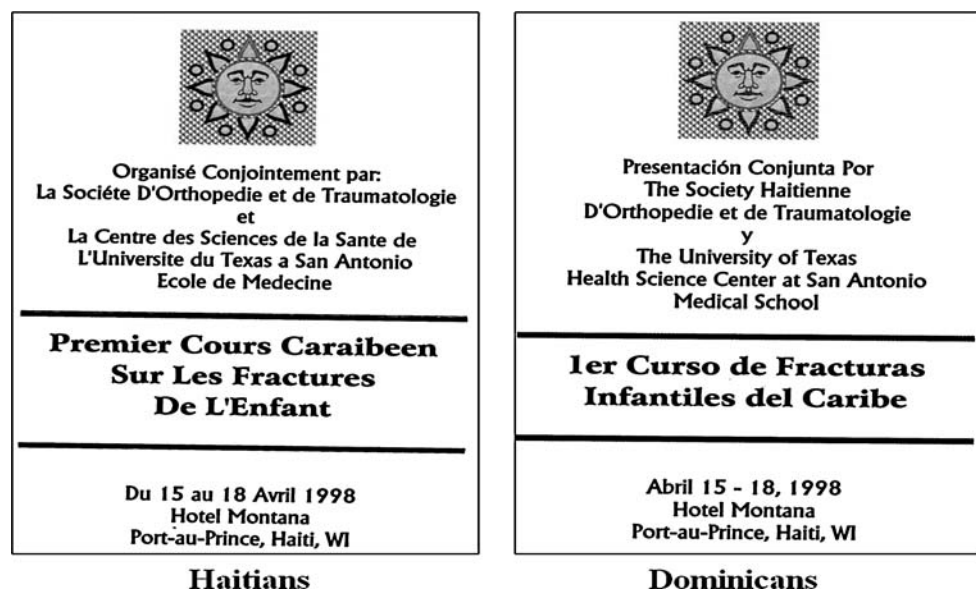 Organisé Conjointement par:
La Sociéte D'Orthopedie et de Traumatologie
et
La Centre des Sciences de la Sante de
L'Universite du Texas a San Antonio
Ecole de Medecine
Premier Cours Caraibeen
Sur Les Fractures
De L'Enfant
Du 15 au 18 Avril 1998
Hotel Montana
Port-au-Prince, Haiti, WI
Haitians
Presentación Conjunta Por
The Society Haitienne
D'Orthopedie et de Traumatologie
y
The University of Texas
Health Science Center at San Antonio
Medical School
1er Curso de Fracturas
Infantiles del Caribe
Abril 15 - 18, 1998
Hotel Montana
Port-au-Prince, Haiti, WI
Dominicans